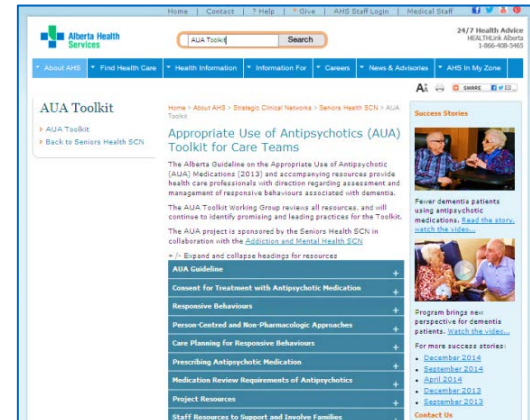 Home | Contact | ? Help | * Give | AHS Staff Login | Medical Staff
Alberta Health
Services
AUA Toolkit
Search
24/7 Health Advice
HEALTHLink Alberta
1-866-408-5465
About AHS
Find Health Care
Health Information
Information For
Careers
News & Advisories
AHS In My Zone
SHARE
AUA Toolkit
AUA Toolkit
Back to Seniors Health SCN
Home > About AHS > Strategic Clinical Networks > Seniors Health SCN > AUA
Toolkit
Appropriate Use of Antipsychotics (AUA)
Toolkit for Care Teams
The Alberta Guideline on the Appropriate Use of Antipsychotic
(AUA) Medications (2013) and accompanying resources provide
health care professionals with direction regarding assessment and
management of responsive behaviours associated with dementia.
The AUA Toolkit Working Group reviews all resources, and will
continue to identify promising and leading practices for the Toolkit.
The AUA project is sponsored by the Seniors Health SCN in
collaboration with the Addiction and Mental Health SCN
+ /- Expand and collapse headings for resources
AUA Guideline +
Consent for Treatment with Antipsychotic Medication +
Responsive Behaviours +
Person-Centred and Non-Pharmacologic Approaches +
Care Planning for Responsive Behaviours +
Prescribing Antipsychotic Medication +
Medication Review Requirements of Antipsychotics +
Project Resources +
Staff Resources to Support and Involve Families +
Success Stories
Fewer dementia patients
using antipsychotic
medications. Read the story,
watch the video...
Program brings new
perspective for dementia
patients. Watch the video...
For more success stories:
December 2014
September 2014
April 2014
December 2013
September 2013
Contact Us